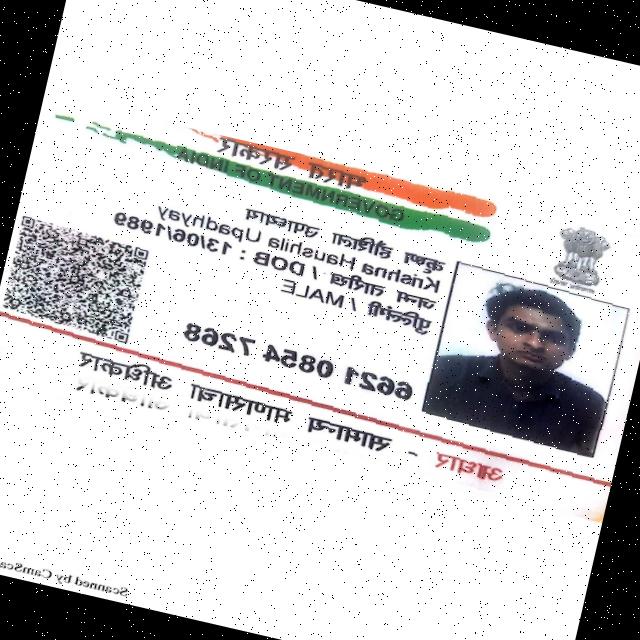 भारत सरकार
GOVERNMENT OF INDIA
कृष्ण हौशिला उपाध्याय
Krishna Haushila Upadhyay
जन्म तारीख / DOB : 13/06/1989
पुल्लिंगी / MALE
6621 0854 7268
आधार - सामान्य माणसाचा अधिकार
Scanned by CamSca